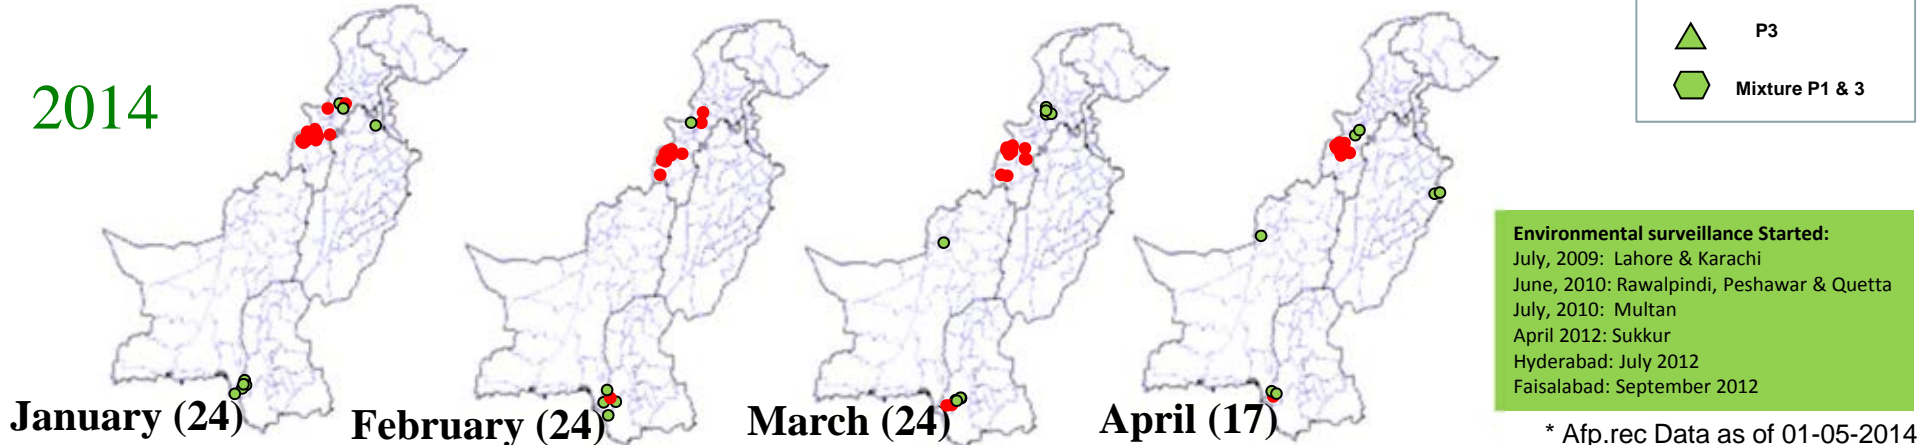 2014
P3
Mixture P1 & 3
Environmental surveillance Started:
July, 2009:  Lahore & Karachi
June, 2010: Rawalpindi, Peshawar & Quetta
July, 2010:  Multan
April 2012: Sukkur
Hyderabad: July 2012
Faisalabad: September 2012
January (24)
February (24)
March (24)
April (17)
* Afp.rec Data as of 01-05-2014